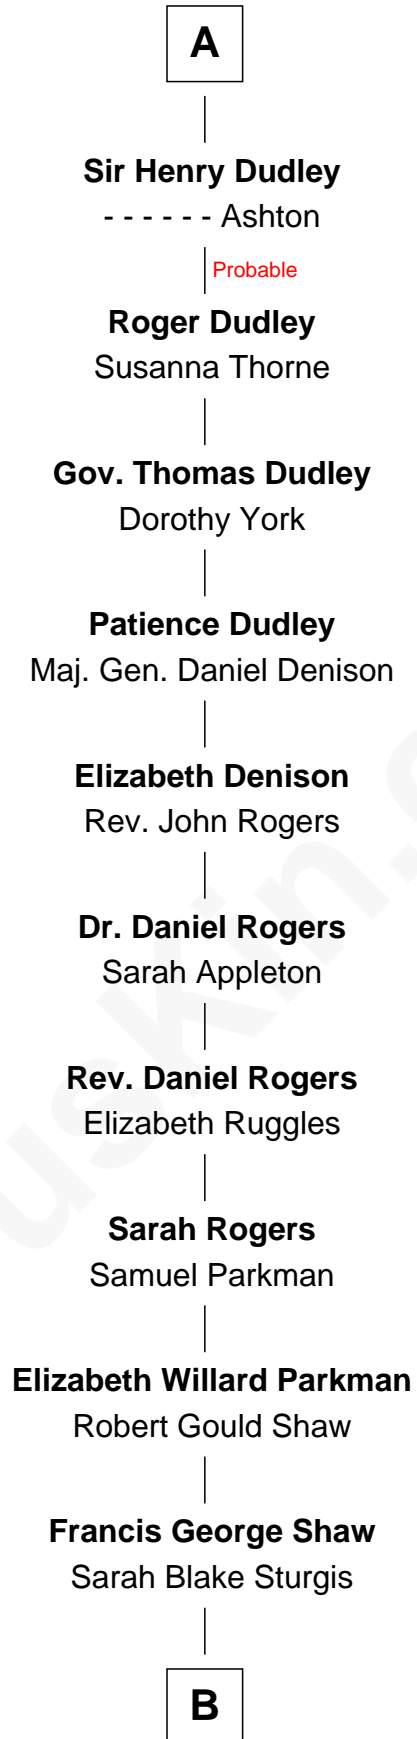 A
Sir Henry Dudley
- - - - - - Ashton
Probable
Roger Dudley
Susanna Thorne
Gov. Thomas Dudley
Dorothy York
Patience Dudley
Maj. Gen. Daniel Denison
Elizabeth Denison
Rev. John Rogers
Dr. Daniel Rogers
Sarah Appleton
Rev. Daniel Rogers
Elizabeth Ruggles
Sarah Rogers
Samuel Parkman
Elizabeth Willard Parkman
Robert Gould Shaw
Francis George Shaw
Sarah Blake Sturgis
B